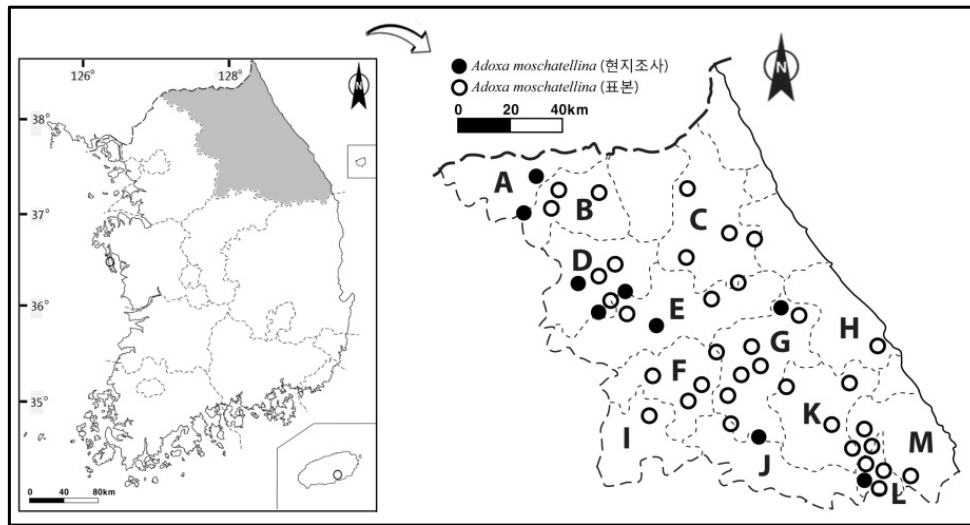 126° 128°
N
38°
37°
36°
35°
0 40 80km
● Adoxa moschatellina (현지조사)
○ Adoxa moschatellina (표본)
0 20 40km
N
A
B
C
D
E
H
G
F
K
I
J
M
L